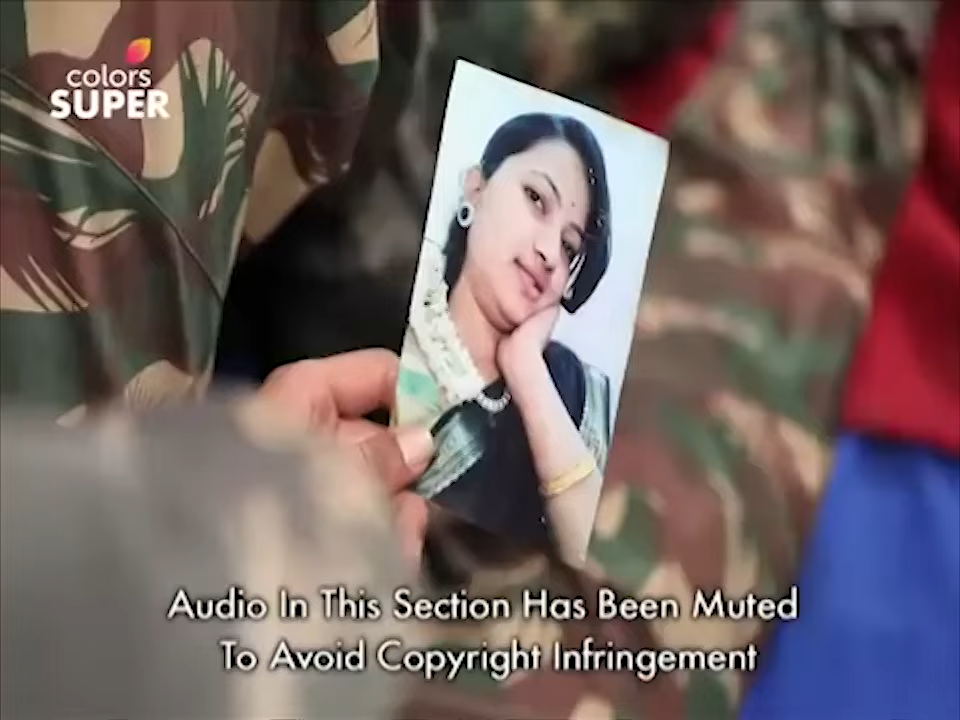 colors
SUPER
Audio In This Section Has Been Muted
To Avoid Copyright Infringement